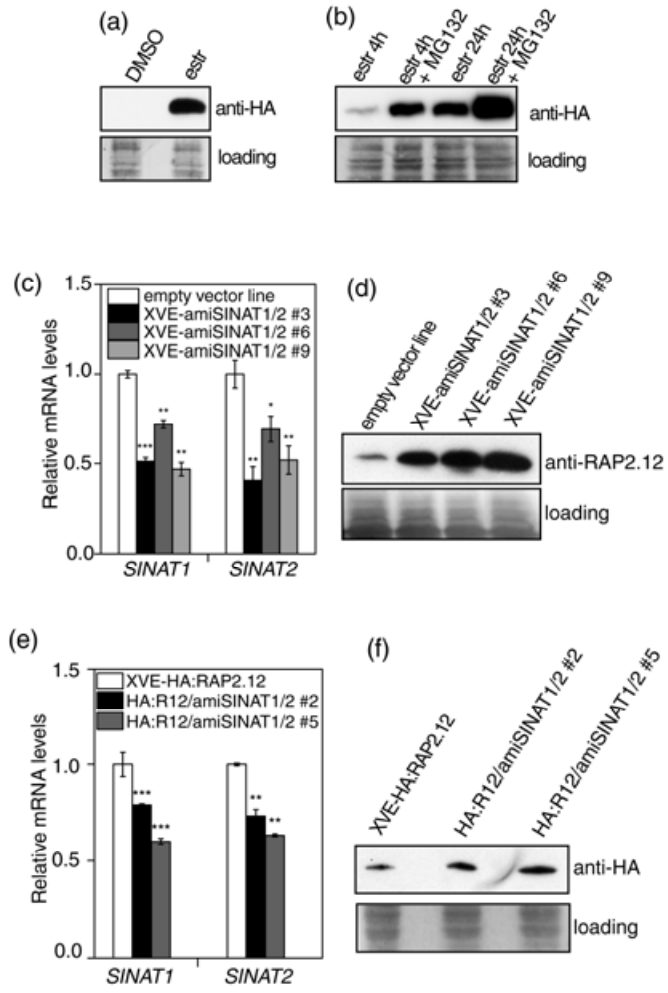 (a)
DMSO
estr
anti-HA
loading
(b)
estr 4h
estr 4h
+ MG132
estr 24h
estr 24h
+ MG132
anti-HA
loading
(c)
Relative mRNA levels
1.5
1.0
0.5
0.0
empty vector line
XVE-amiSINAT1/2 #3
XVE-amiSINAT1/2 #6
XVE-amiSINAT1/2 #9
*** ** **
** * **
SINAT1 SINAT2
(d)
empty vector line
XVE-amiSINAT1/2 #3
XVE-amiSINAT1/2 #6
XVE-amiSINAT1/2 #9
anti-RAP2.12
loading
(e)
Relative mRNA levels
1.5
1.0
0.5
0.0
XVE-HA:RAP2.12
HA:R12/amiSINAT1/2 #2
HA:R12/amiSINAT1/2 #5
*** ***
** **
SINAT1 SINAT2
(f)
XVE-HA:RAP2.12
HA:R12/amiSINAT1/2 #2
HA:R12/amiSINAT1/2 #5
anti-HA
loading